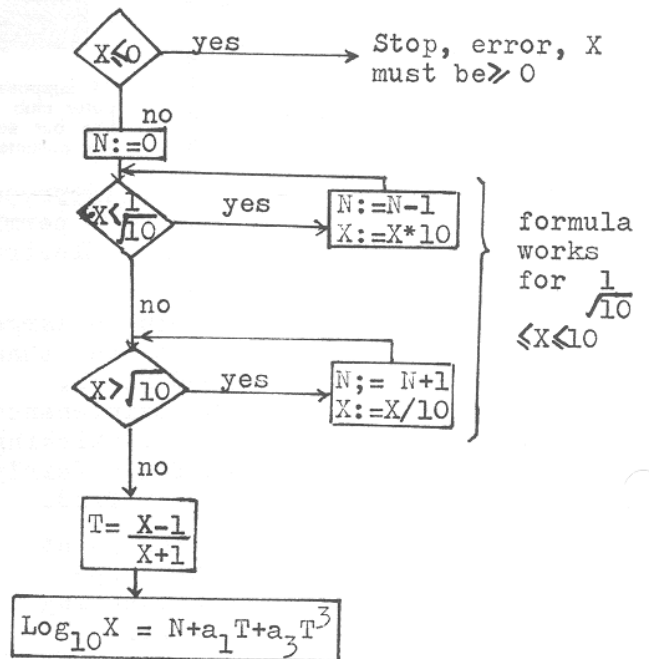 X≤0
yes
Stop, error, X
must be ≥ 0
no
N:=0
X<1/√10
yes
N:=N-1
X:=X*10
formula
works
for 1/√10
≤X≤10
no
X>√10
yes
N;= N+1
X:=X/10
no
T= X-1/X+1
Log₁₀X = N+a₁T+a₃T³